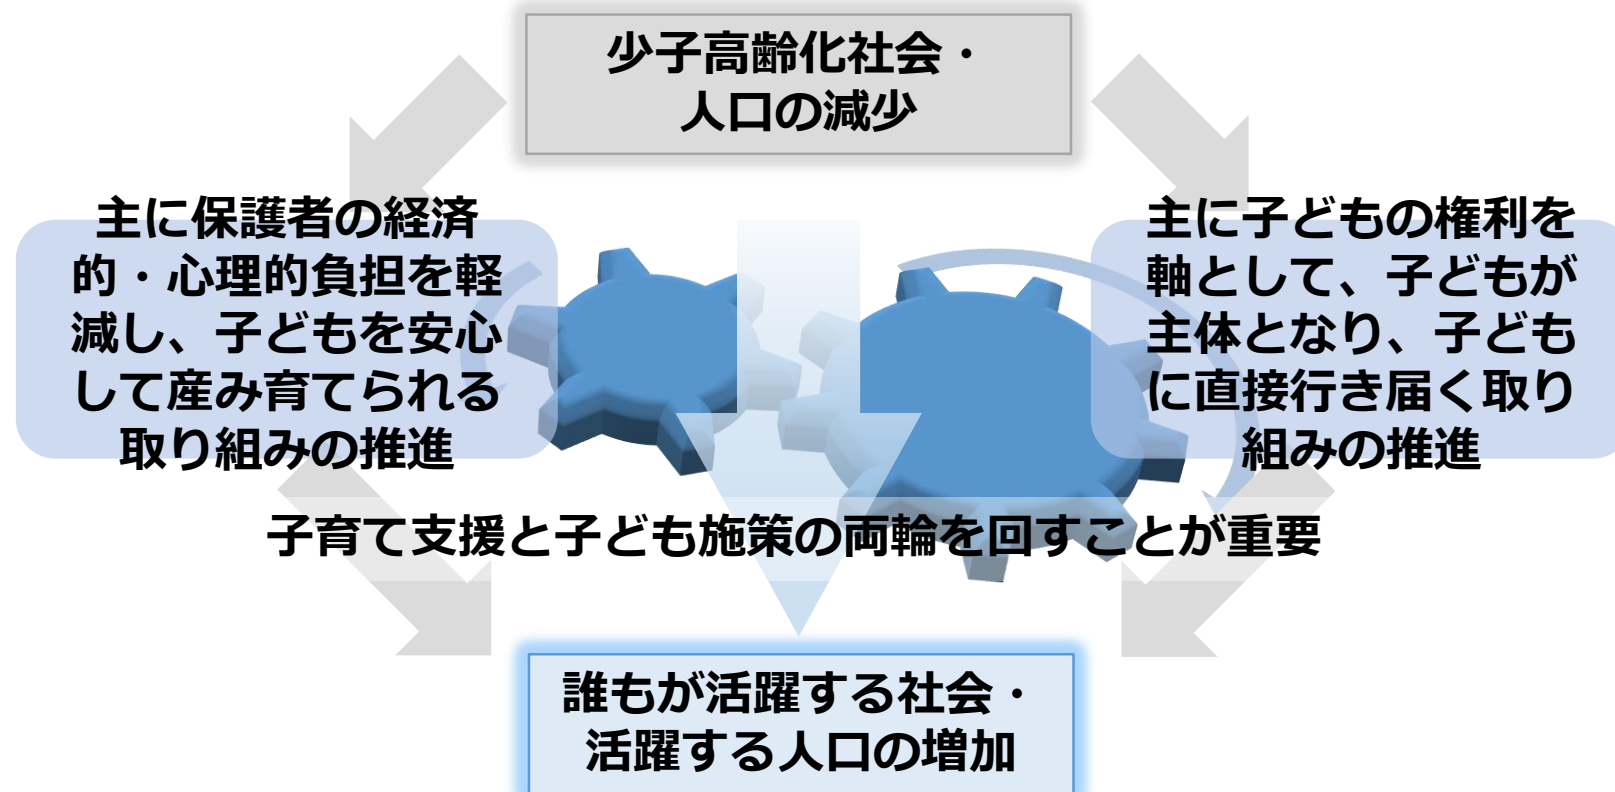 少子高齢化社会・
人口の減少
主に保護者の経済
的・心理的負担を軽
減し、子どもを安心
して産み育てられる
取り組みの推進
主に子どもの権利を
軸として、子どもが
主体となり、子ども
に直接行き届く取り
組みの推進
子育て支援と子ども施策の両輪を回すことが重要
誰もが活躍する社会・
活躍する人口の増加